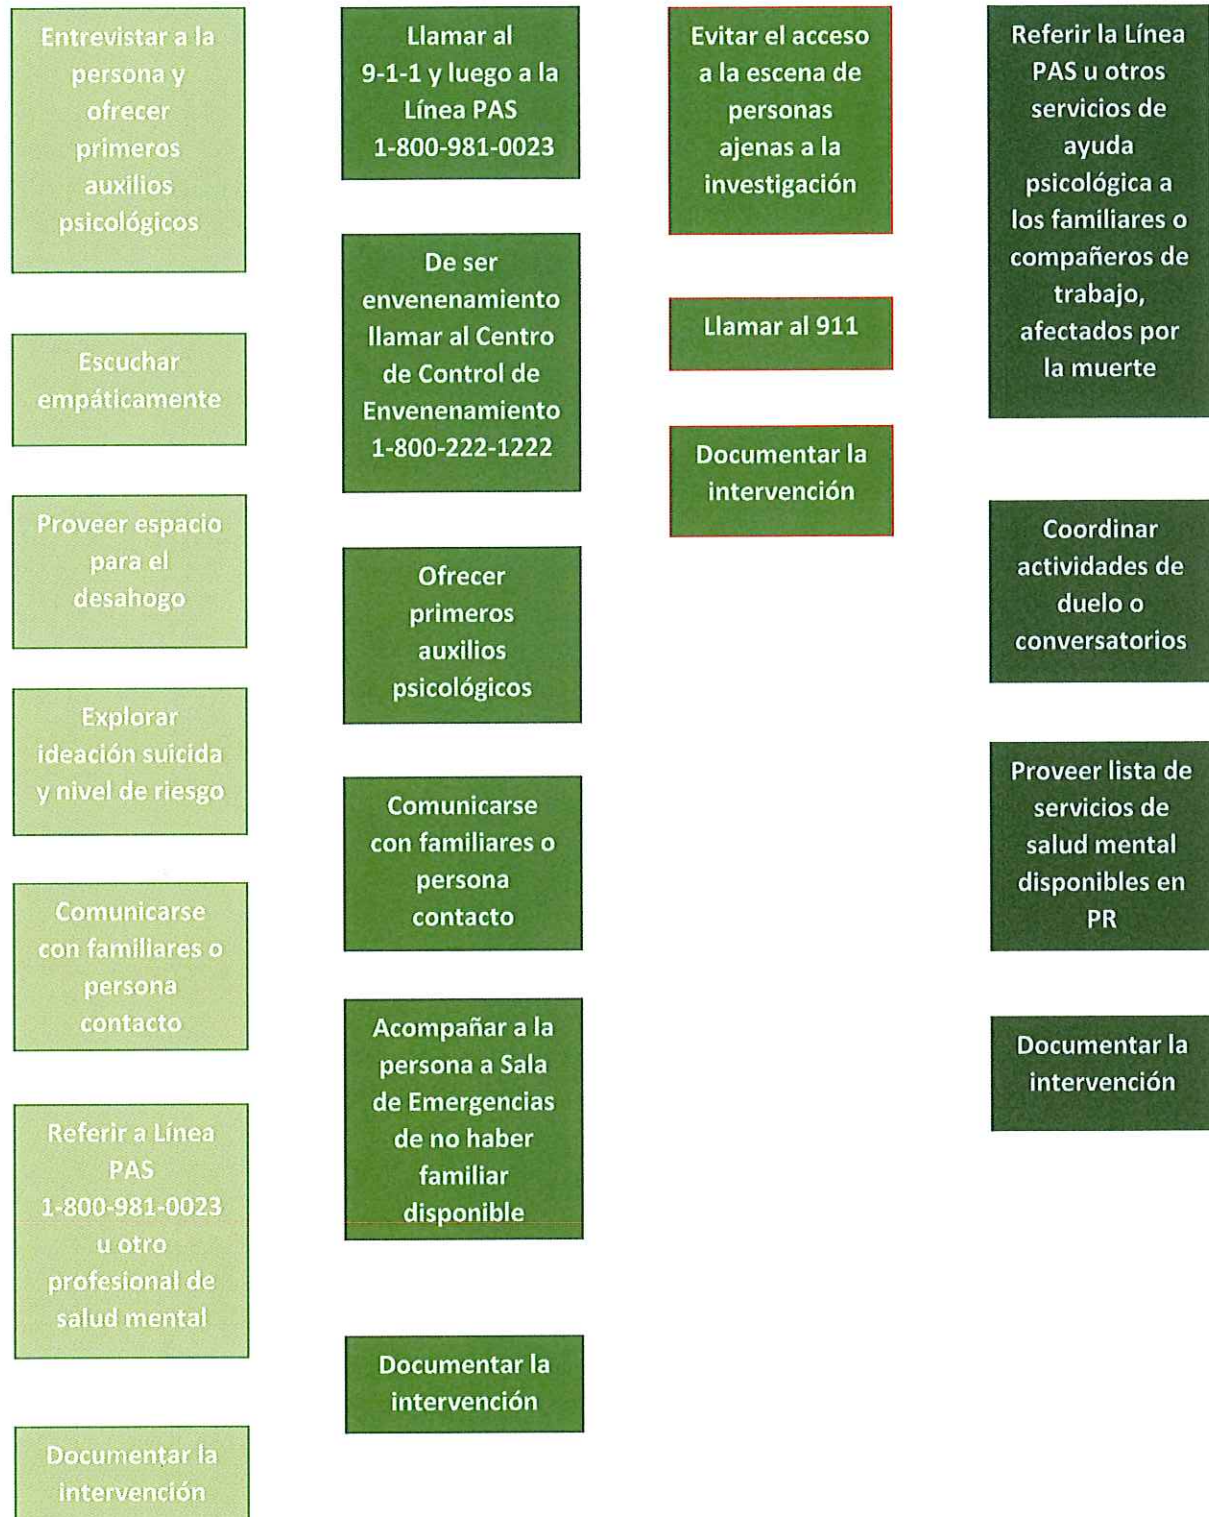 Entrevistar a la
persona y
ofrecer
primeros
auxilios
psicológicos
Escuchar
empáticamente
Proveer espacio
para el
desahogo
Explorar
ideación suicida
y nivel de riesgo
Comunicarse
con familiares o
persona
contacto
Referir a Línea
PAS
1-800-981-0023
u otro
profesional de
salud mental
Documentar la
intervención
Llamar al
9-1-1 y luego a la
Línea PAS
1-800-981-0023
De ser
envenenamiento
llamar al Centro
de Control de
Envenenamiento
1-800-222-1222
Ofrecer
primeros
auxilios
psicológicos
Comunicarse
con familiares o
persona
contacto
Acompañar a la
persona a Sala
de Emergencias
de no haber
familiar
disponible
Documentar la
intervención
Evitar el acceso
a la escena de
personas
ajenas a la
investigación
Llamar al 911
Documentar la
intervención
Referir la Línea
PAS u otros
servicios de
ayuda
psicológica a
los familiares o
compañeros de
trabajo,
afectados por
la muerte
Coordinar
actividades de
duelo o
conversatorios
Proveer lista de
servicios de
salud mental
disponibles en
PR
Documentar la
intervención